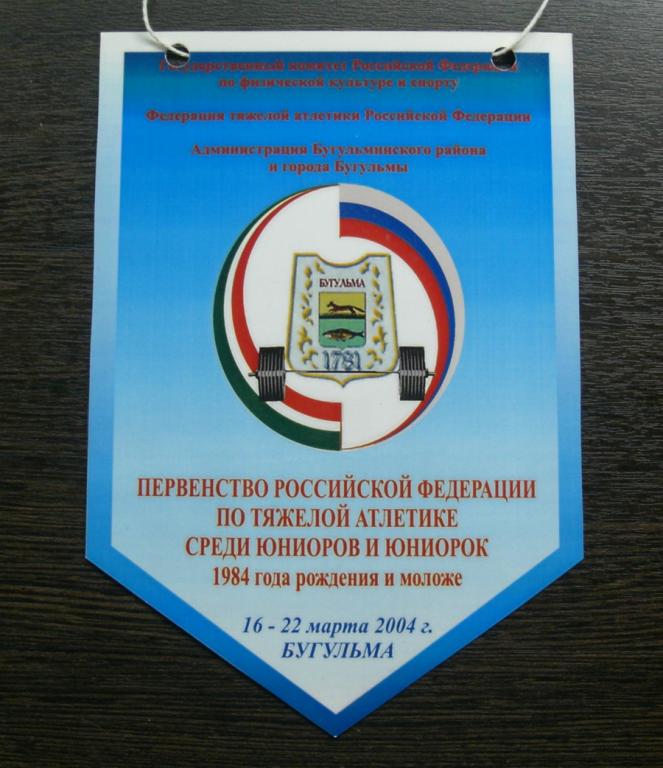 Государственный комитет Российской Федерации
по физической культуре и спорту
Федерация тяжелой атлетики Российской Федерации
Администрация Бугульминского района
и города Бугульмы
БУГУЛЬМА
1781
ПЕРВЕНСТВО РОССИЙСКОЙ ФЕДЕРАЦИИ
ПО ТЯЖЕЛОЙ АТЛЕТИКЕ
СРЕДИ ЮНИОРОВ И ЮНИОРОК
1984 года рождения и моложе
16 - 22 марта 2004 г.
БУГУЛЬМА